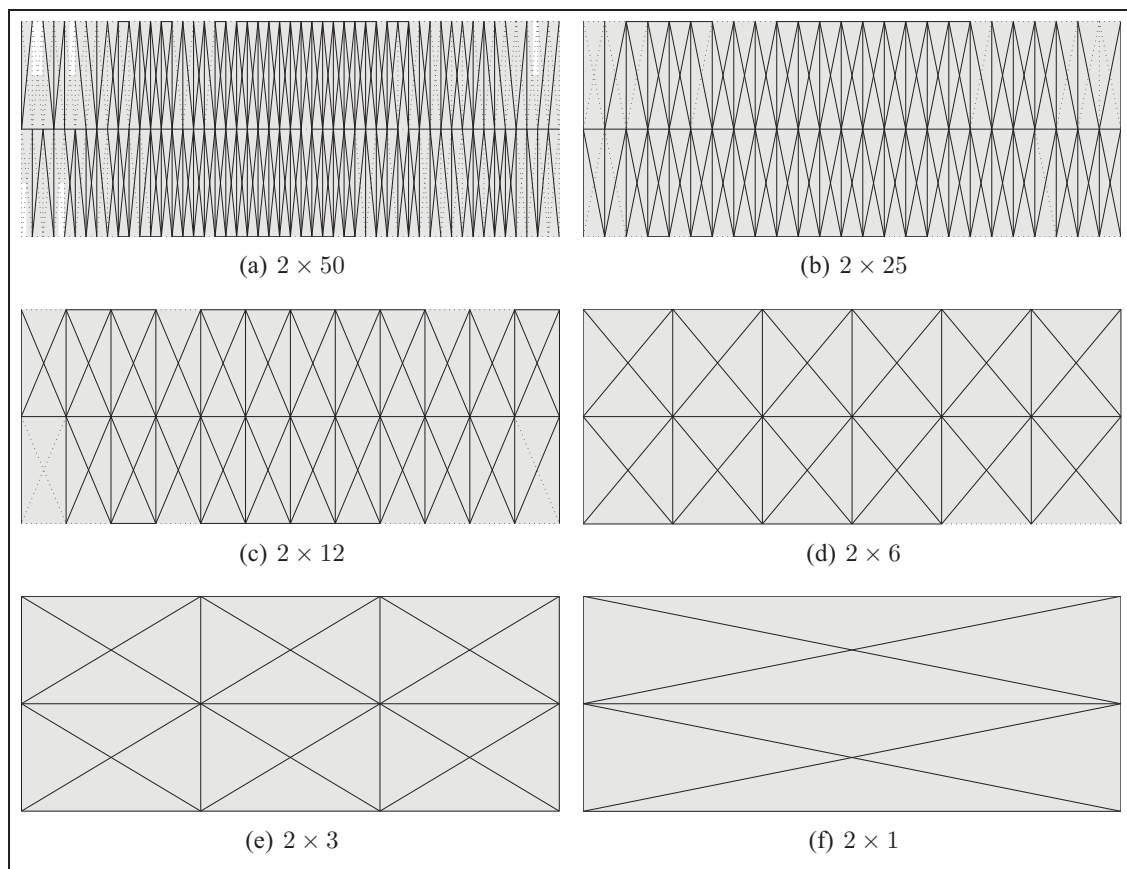 (a) 2 × 50
(b) 2 × 25
(c) 2 × 12
(d) 2 × 6
(e) 2 × 3
(f) 2 × 1